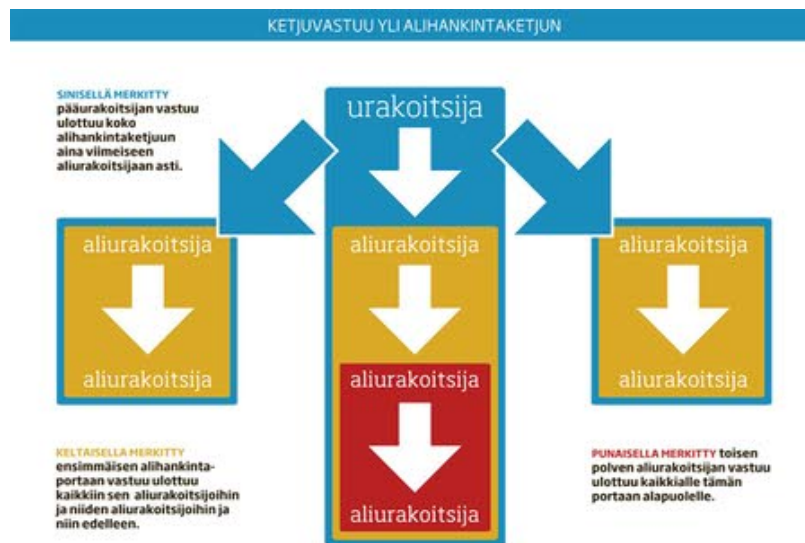 KETJUVASTUU YLI ALIHANKINTAKETJUN
SINISELLÄ MERKITTY
pääurakoitsijan vastuu
ulottuu koko
alihankintaketjuun
aina viimeiseen
aliurakoitsijaan asti.
urakoitsija
aliurakoitsija
aliurakoitsija
aliurakoitsija
aliurakoitsija
aliurakoitsija
aliurakoitsija
aliurakoitsija
KELTAISELLA MERKITTY
ensimmäisen alihankinta-
portaan vastuu ulottuu
kaikkiin sen aliurakoitsijoihin
ja niiden aliurakoitsijoihin ja
niin edelleen.
PUNAISELLA MERKITTY toisen
polven aliurakoitsijan vastuu
ulottuu kaikkialle tämän
portaan alapuolelle.